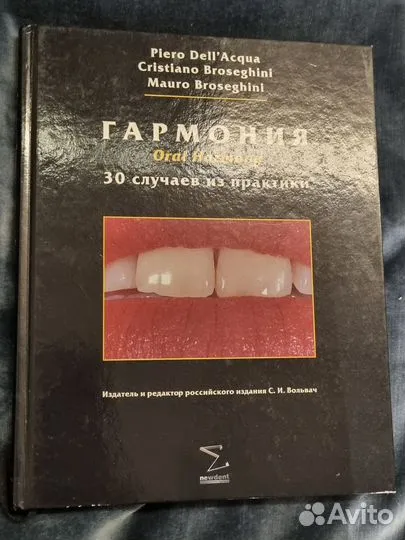 Piero Dell'Acqua
Cristiano Broseghini
Mauro Broseghini
ГАРМОНИЯ
Oral Harmony
30 случаев из практики
Издатель и редактор российского издания С. И. Вольвач
newdent
Avito